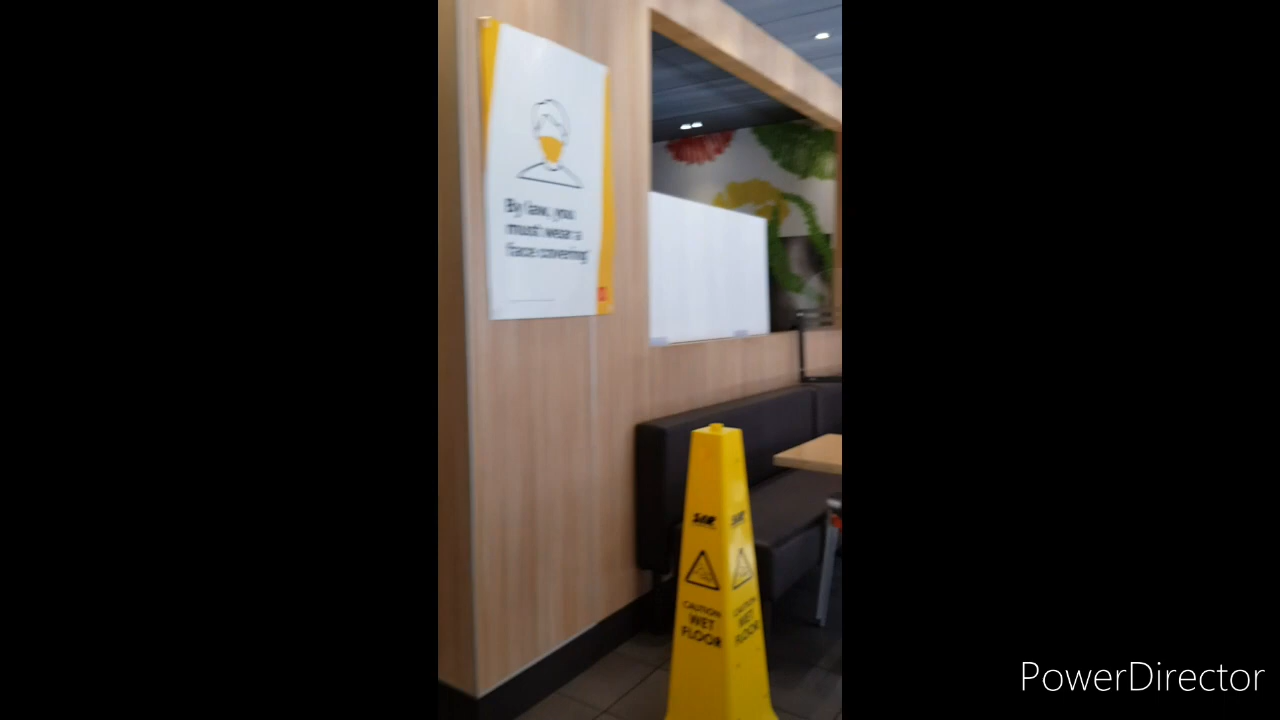 By law, you
must wear a
face covering
CAUTION
WET
FLOOR
CAUTION
WET
FLOOR
PowerDirector